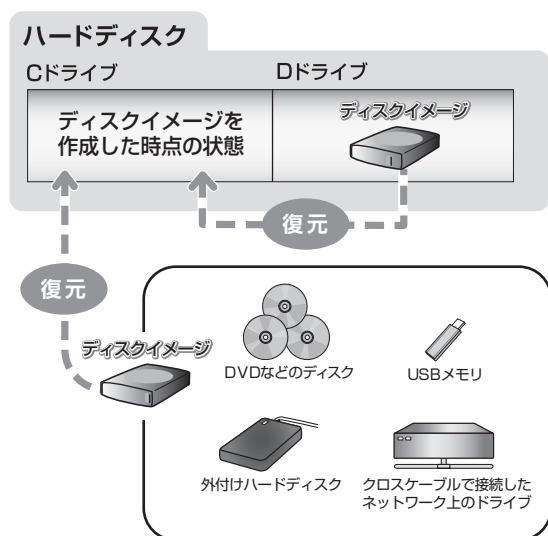 ハードディスク
Cドライブ
Dドライブ
ディスクイメージを
作成した時点の状態
ディスクイメージ
復元
復元
ディスクイメージ
DVDなどのディスク
USBメモリ
外付けハードディスク
クロスケーブルで接続した
ネットワーク上のドライブ